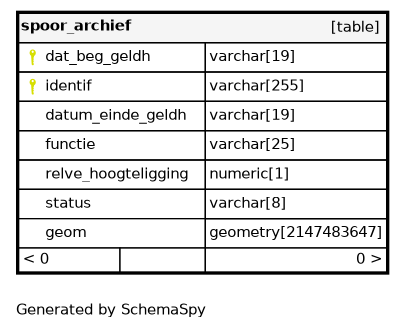 spoor_archief [table]
dat_beg_geldh varchar[19]
identif varchar[255]
datum_einde_geldh varchar[19]
functie varchar[25]
relve_hoogteligging numeric[1]
status varchar[8]
geom geometry[2147483647]
< 0 0 >
Generated by SchemaSpy